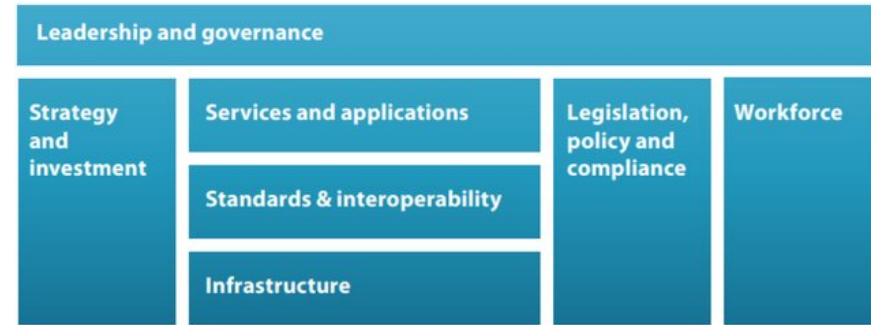 Leadership and governance
Strategy
and
investment
Services and applications
Standards & interoperability
Infrastructure
Legislation,
policy and
compliance
Workforce